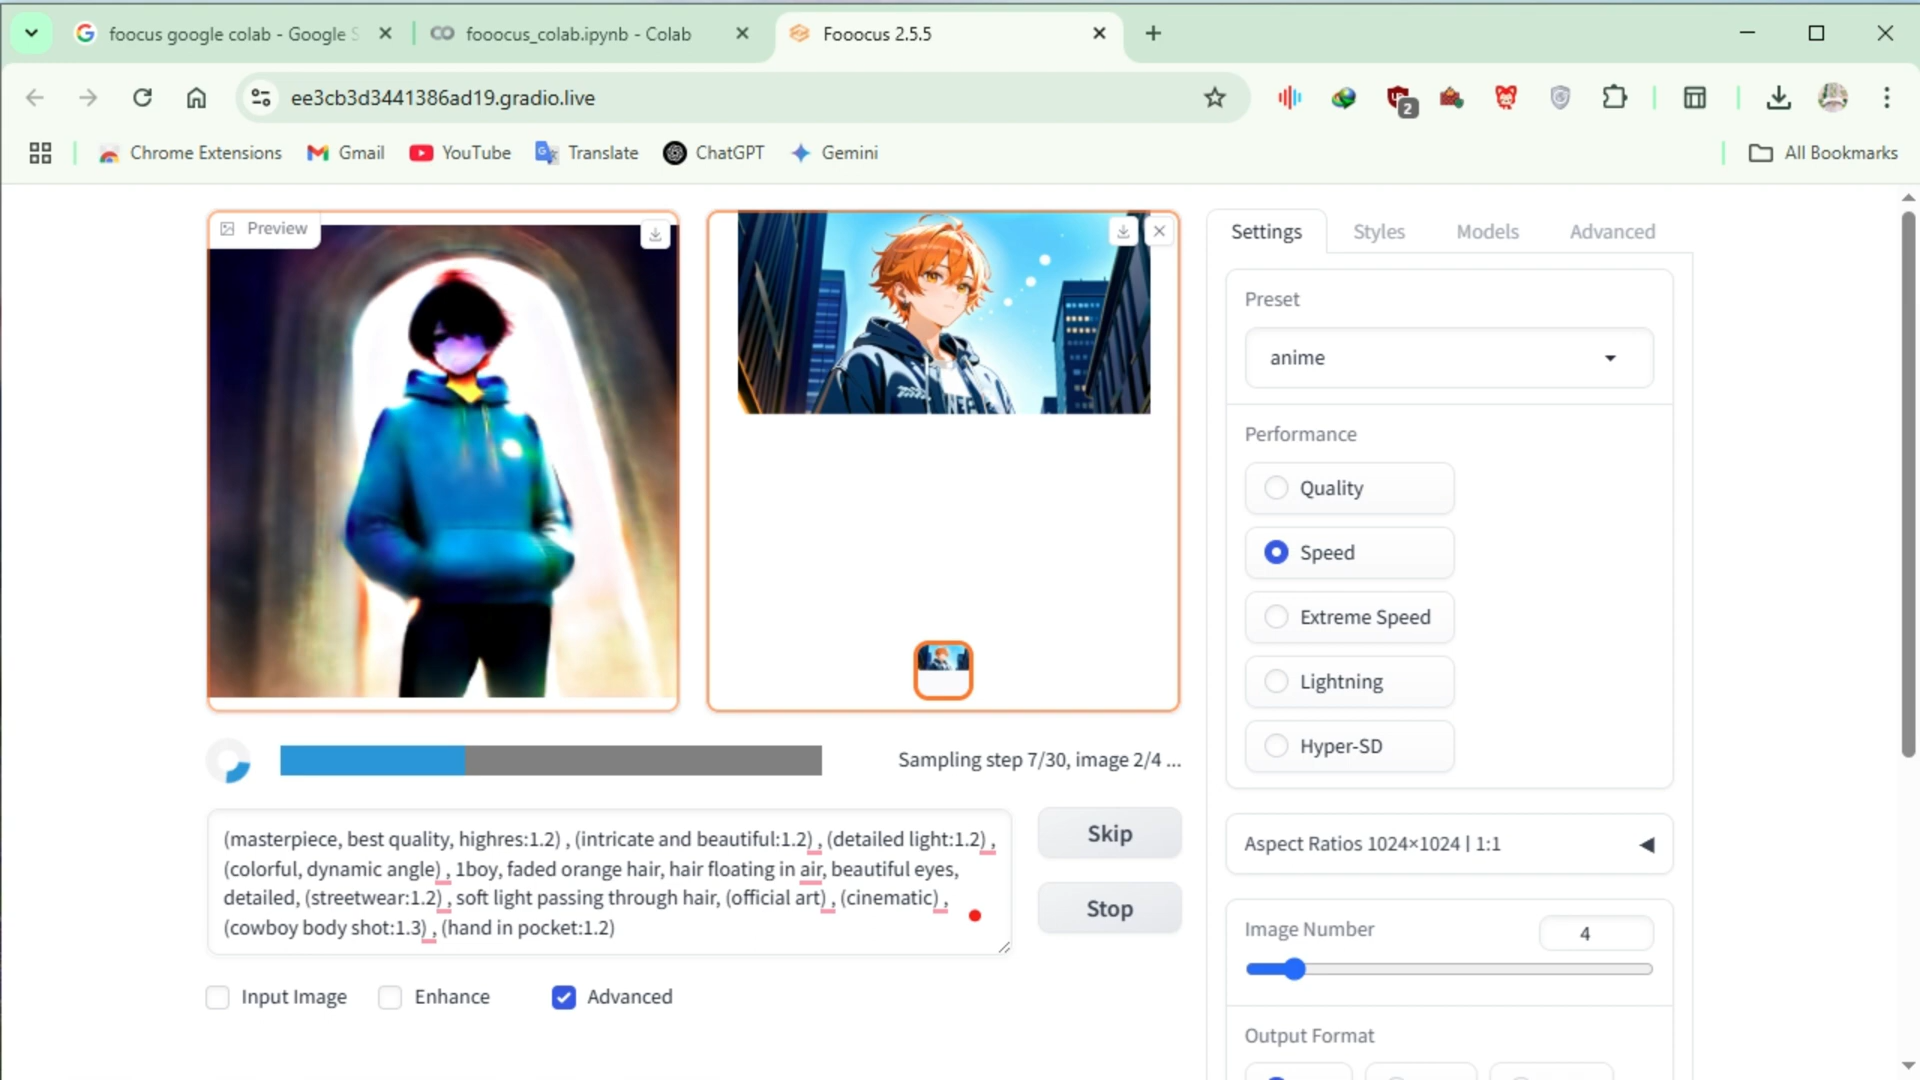 foocus google colab - Google S
fooocus_colab.ipynb - Colab
Fooocus 2.5.5
ee3cb3d3441386ad19.gradio.live
2
Chrome Extensions
Gmail
YouTube
Translate
ChatGPT
Gemini
All Bookmarks
Preview
Sampling step 7/30, image 2/4 ...
(masterpiece, best quality, highres:1.2) , (intricate and beautiful:1.2) , (detailed light:1.2) ,
(colorful, dynamic angle) , 1boy, faded orange hair, hair floating in air, beautiful eyes,
detailed, (streetwear:1.2) , soft light passing through hair, (official art) , (cinematic) ,
(cowboy body shot:1.3) , (hand in pocket:1.2)
Skip
Stop
Input Image
Enhance
Advanced
Settings
Styles
Models
Advanced
Preset
anime
Performance
Quality
Speed
Extreme Speed
Lightning
Hyper-SD
Aspect Ratios 1024×1024 | 1:1
Image Number
4
Output Format